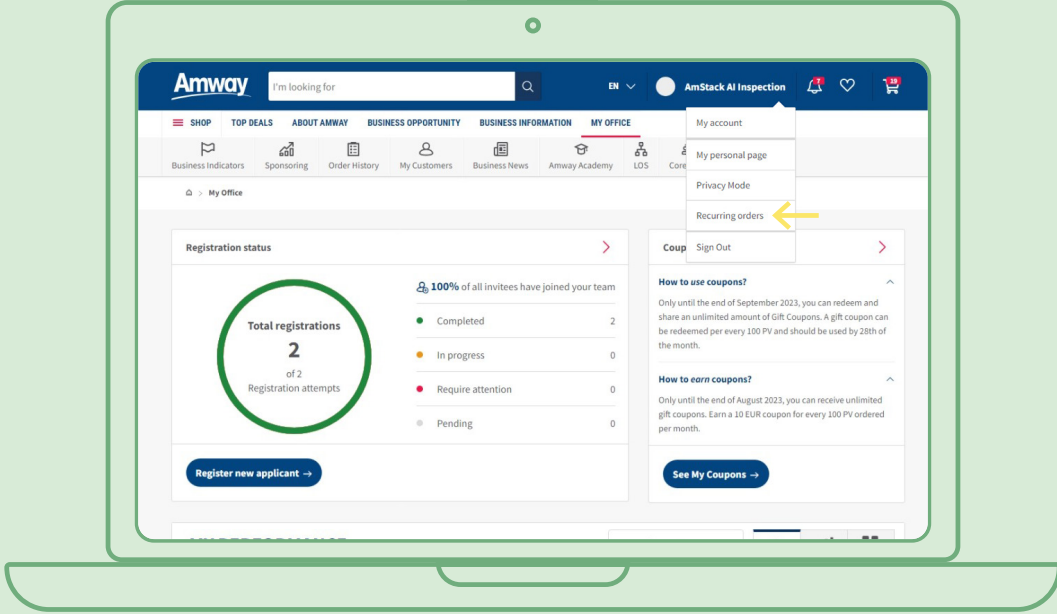 Amway
I'm looking for
EN
AmStack AI Inspection
7
19
SHOP TOP DEALS ABOUT AMWAY BUSINESS OPPORTUNITY BUSINESS INFORMATION MY OFFICE
My account
My personal page
Privacy Mode
Recurring orders
Sign Out
Business Indicators Sponsoring Order History My Customers Business News Amway Academy LOS Core
> My Office
Registration status
Total registrations
2
of 2
Registration attempts
100% of all invitees have joined your team
Completed 2
In progress 0
Require attention 0
Pending 0
Register new applicant →
Coup
How to use coupons?
Only until the end of September 2023, you can redeem and
share an unlimited amount of Gift Coupons. A gift coupon can
be redeemed per every 100 PV and should be used by 28th of
the month.
How to earn coupons?
Only until the end of August 2023, you can receive unlimited
gift coupons. Earn a 10 EUR coupon for every 100 PV ordered
per month.
See My Coupons →